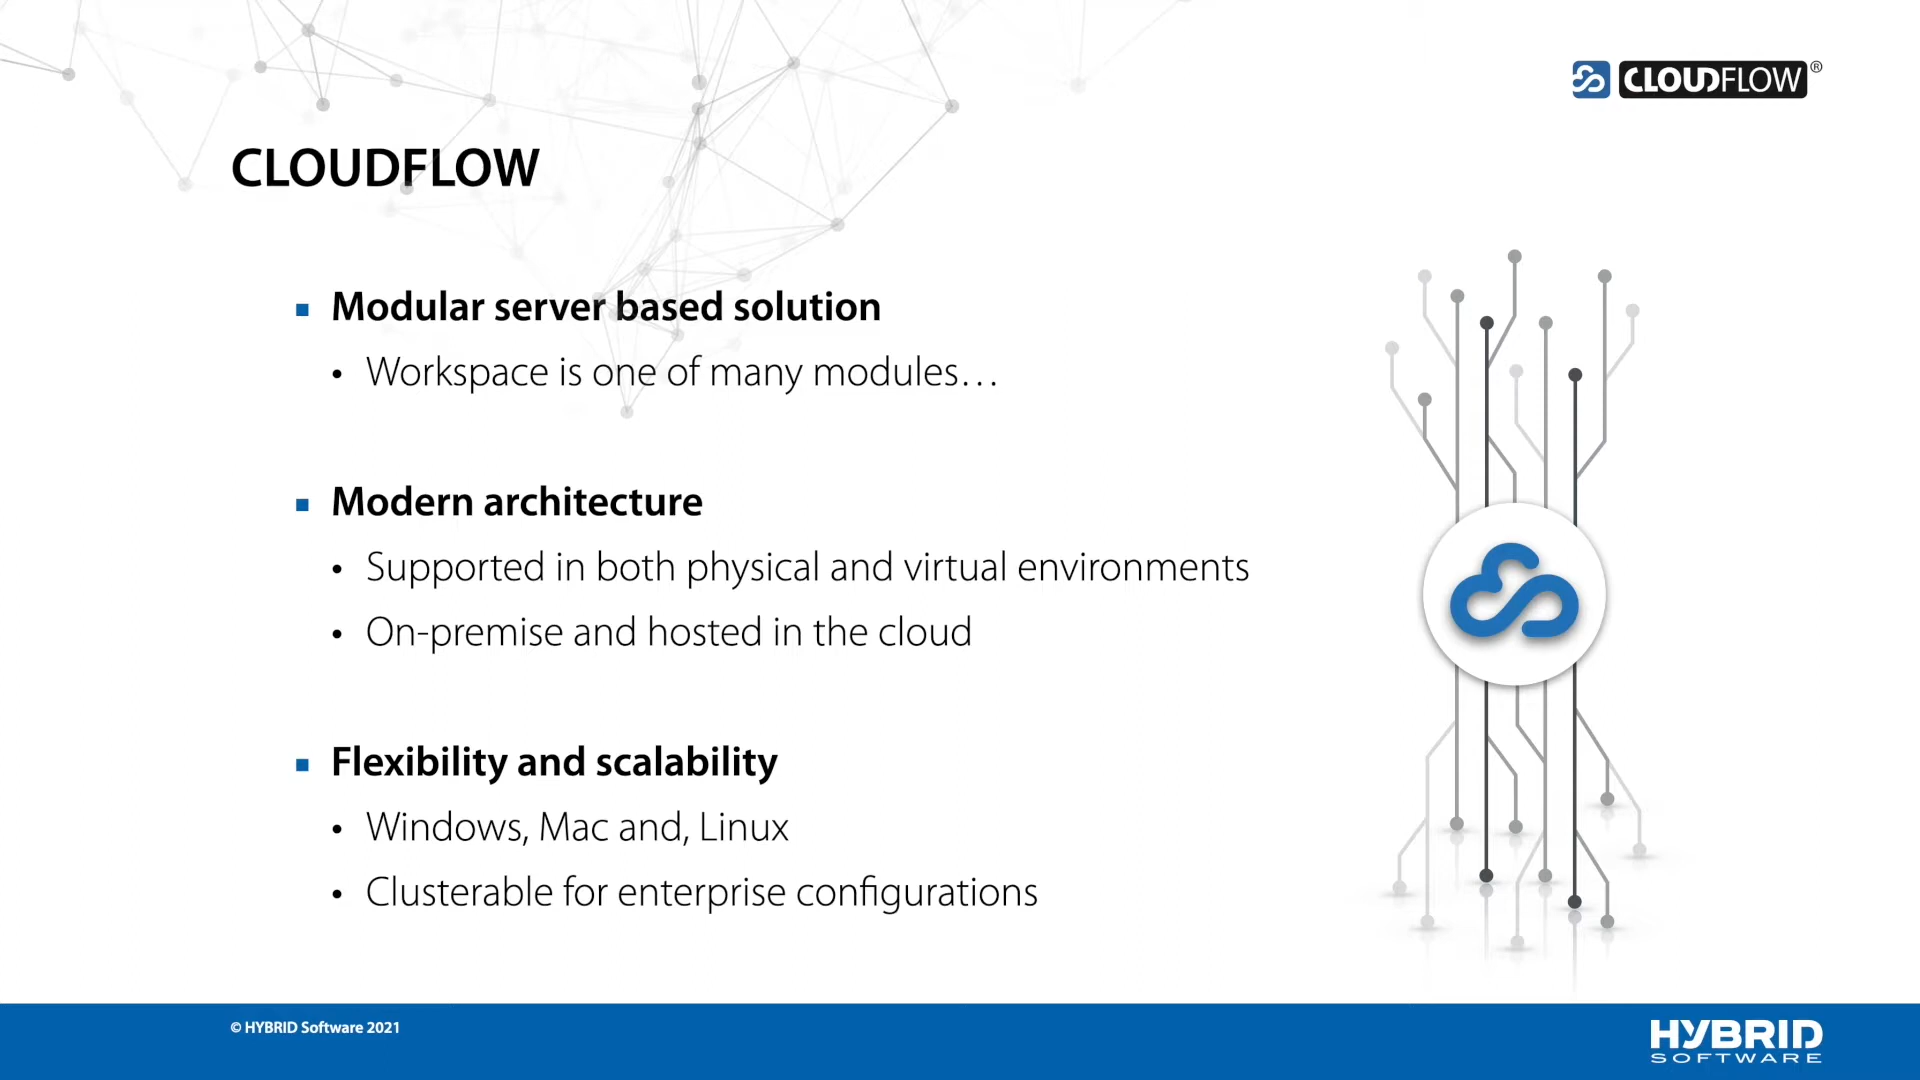 CLOUDFLOW®
CLOUDFLOW
Modular server based solution
Workspace is one of many modules…
Modern architecture
Supported in both physical and virtual environments
On-premise and hosted in the cloud
Flexibility and scalability
Windows, Mac and, Linux
Clusterable for enterprise configurations
© HYBRID Software 2021
HYBRID
SOFTWARE